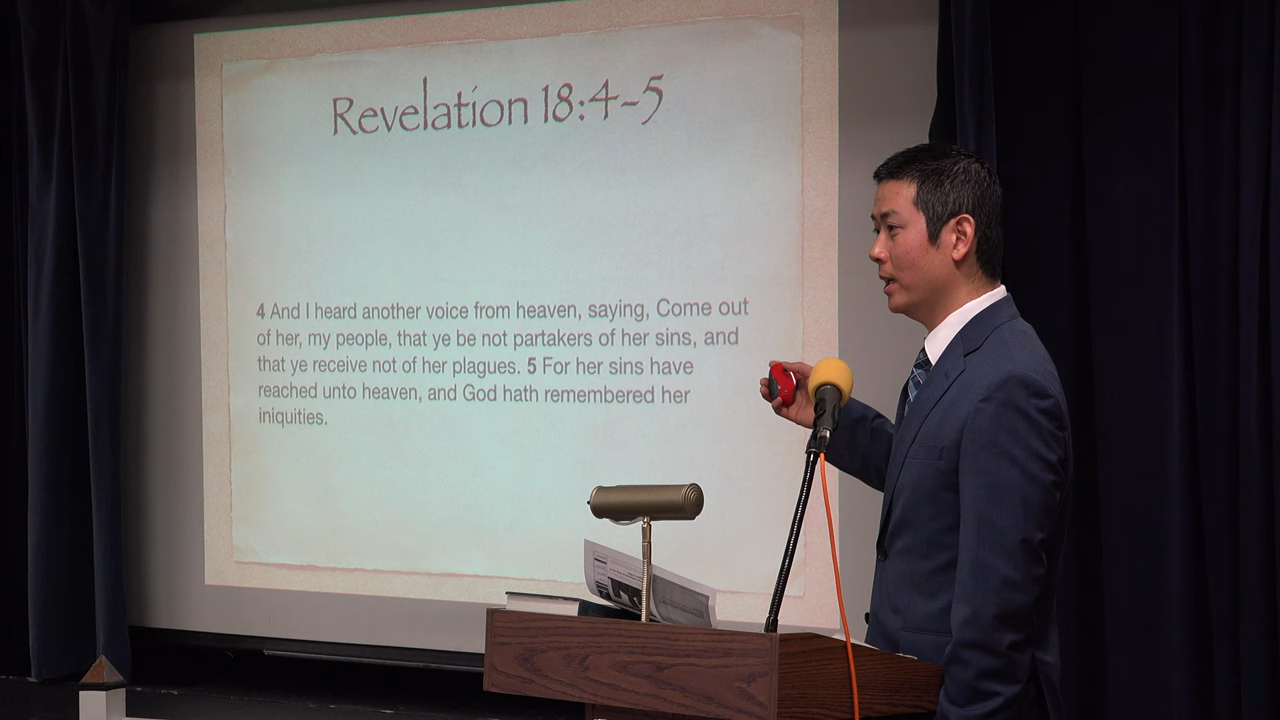 Revelation 18:4-5
4 And I heard another voice from heaven, saying, Come out
of her, my people, that ye be not partakers of her sins, and
that ye receive not of her plagues. 5 For her sins have
reached unto heaven, and God hath remembered her
iniquities.